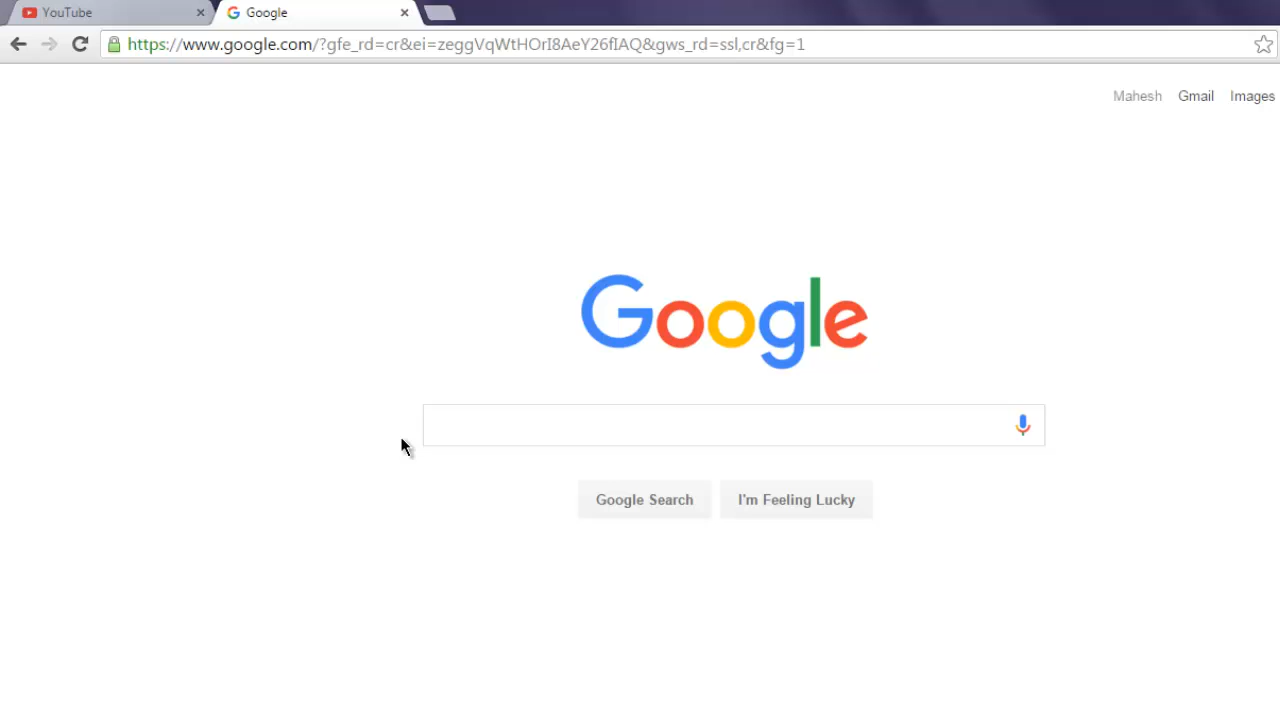 YouTube Google
https://www.google.com/?gfe_rd=cr&ei=zeggVqWtHOrI8AeY26fIAQ&gws_rd=ssl,cr&fg=1
Mahesh Gmail Images
Google
Google Search I'm Feeling Lucky